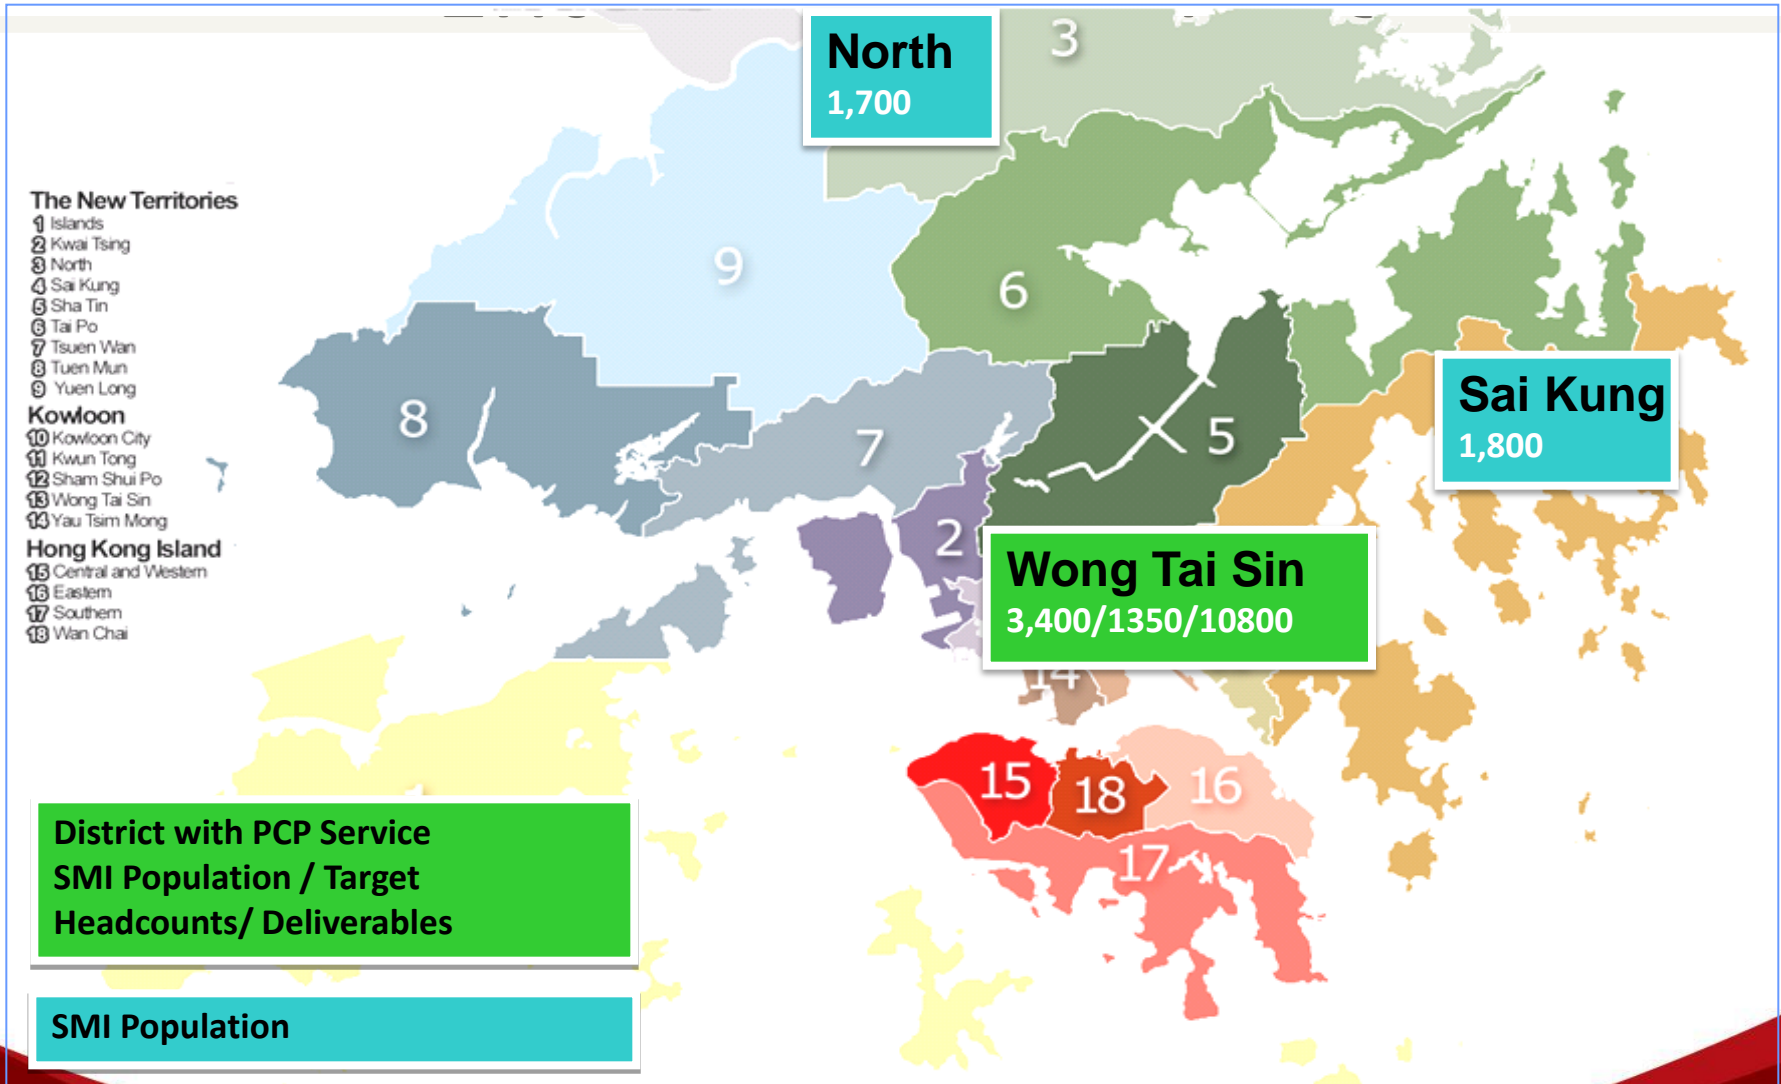 North
1,700
3
The New Territories
1 Islands
2 Kwai Tsing
3 North
4 Sai Kung
5 Sha Tin
6 Tai Po
7 Tsuen Wan
8 Tuen Mun
9 Yuen Long
Kowloon
10 Kowloon City
11 Kwun Tong
12 Sham Shui Po
13 Wong Tai Sin
14 Yau Tsim Mong
Hong Kong Island
15 Central and Western
16 Eastern
17 Southern
18 Wan Chai
9
6
8
7
5
Sai Kung
1,800
2
Wong Tai Sin
3,400/1350/10800
14
15
18
16
17
District with PCP Service
SMI Population / Target
Headcounts/ Deliverables
SMI Population